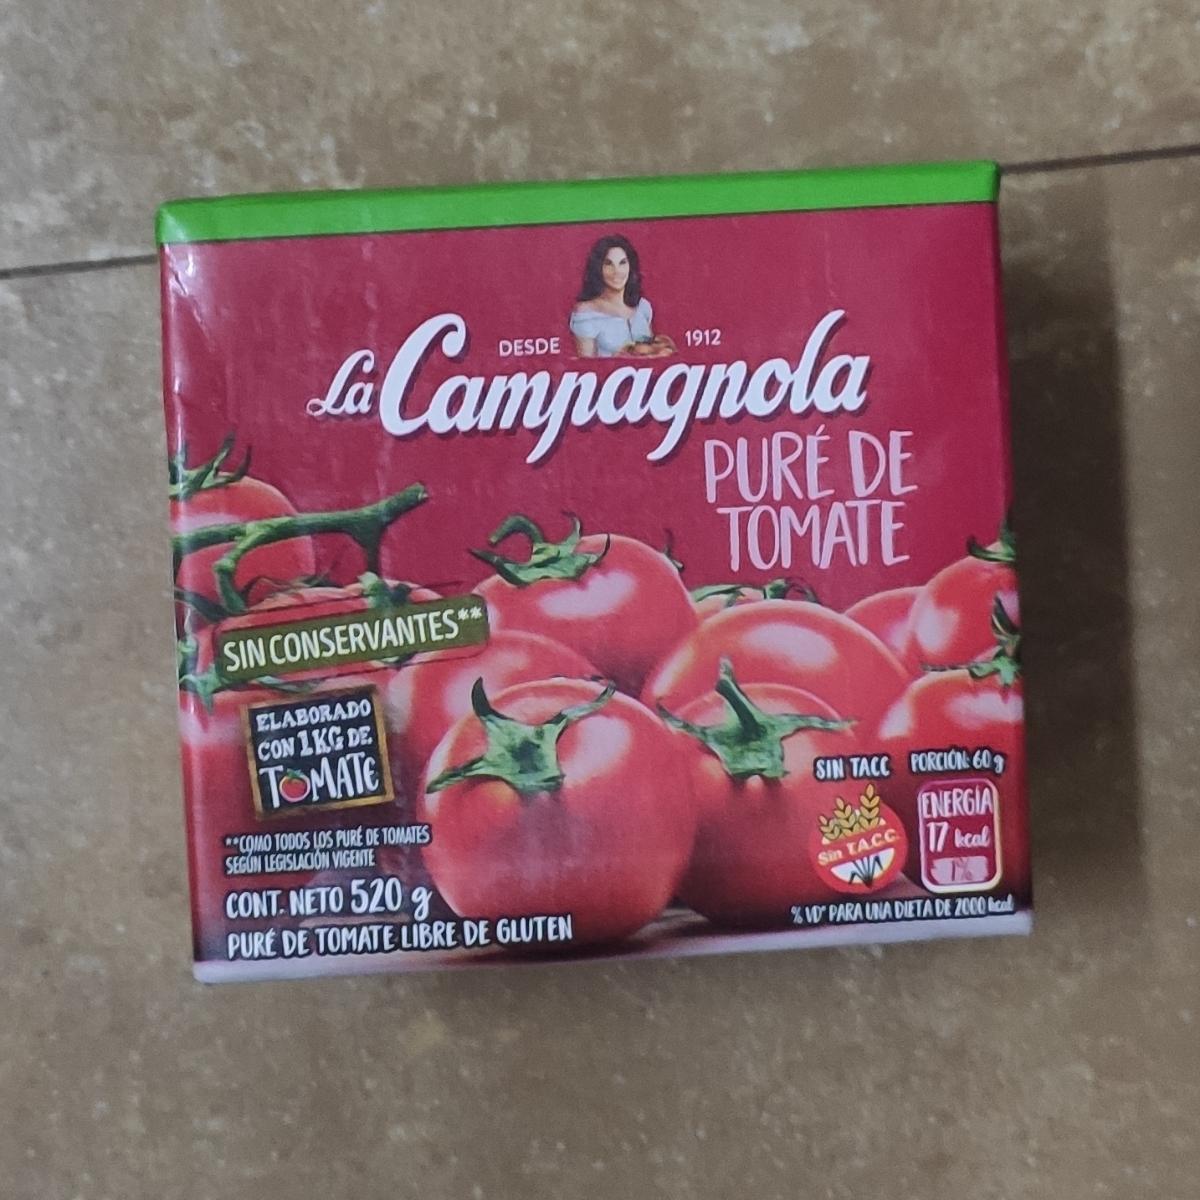 DESDE 1912
La Campagnola
PURÉ DE
TOMATE
SIN CONSERVANTES**
ELABORADO
CON 1KG DE
TOMATE
**COMO TODOS LOS PURÉ DE TOMATES
SEGÚN LEGISLACIÓN VIGENTE
CONT. NETO 520 g
PURÉ DE TOMATE LIBRE DE GLUTEN
SIN TACC
Sin T.A.C.C.
PORCIÓN: 60 g
ENERGÍA
17 kcal
1%
% VD* PARA UNA DIETA DE 2000 kcal